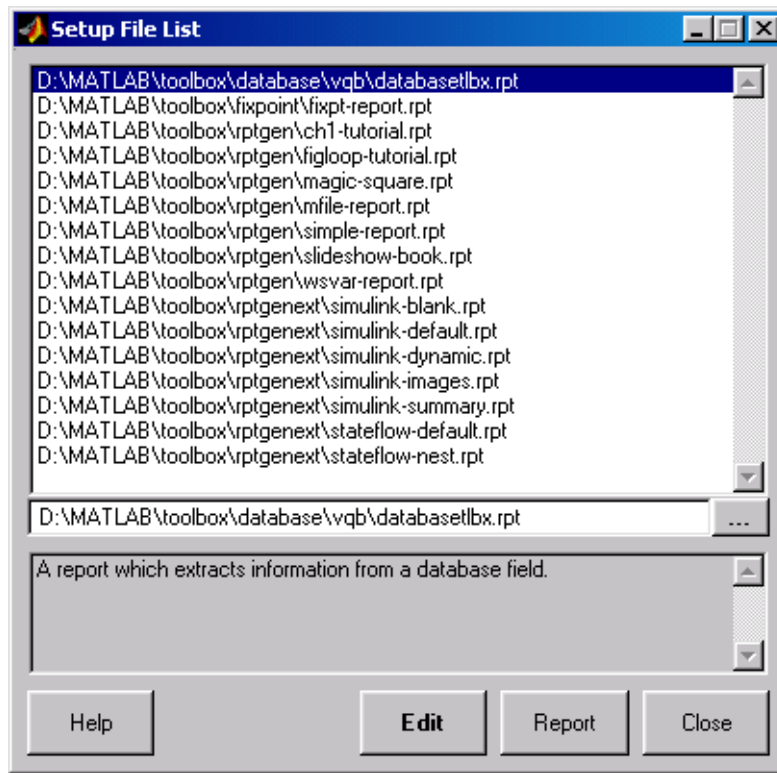 Setup File List
D:\MATLAB\toolbox\database\vqb\databasetlbx.rpt
D:\MATLAB\toolbox\fixpoint\fixpt-report.rpt
D:\MATLAB\toolbox\rptgen\ch1-tutorial.rpt
D:\MATLAB\toolbox\rptgen\figloop-tutorial.rpt
D:\MATLAB\toolbox\rptgen\magic-square.rpt
D:\MATLAB\toolbox\rptgen\mfile-report.rpt
D:\MATLAB\toolbox\rptgen\simple-report.rpt
D:\MATLAB\toolbox\rptgen\slideshow-book.rpt
D:\MATLAB\toolbox\rptgen\wsvar-report.rpt
D:\MATLAB\toolbox\rptgenext\simulink-blank.rpt
D:\MATLAB\toolbox\rptgenext\simulink-default.rpt
D:\MATLAB\toolbox\rptgenext\simulink-dynamic.rpt
D:\MATLAB\toolbox\rptgenext\simulink-images.rpt
D:\MATLAB\toolbox\rptgenext\simulink-summary.rpt
D:\MATLAB\toolbox\rptgenext\stateflow-default.rpt
D:\MATLAB\toolbox\rptgenext\stateflow-nest.rpt
D:\MATLAB\toolbox\database\vqb\databasetlbx.rpt ...
A report which extracts information from a database field.
Help Edit Report Close